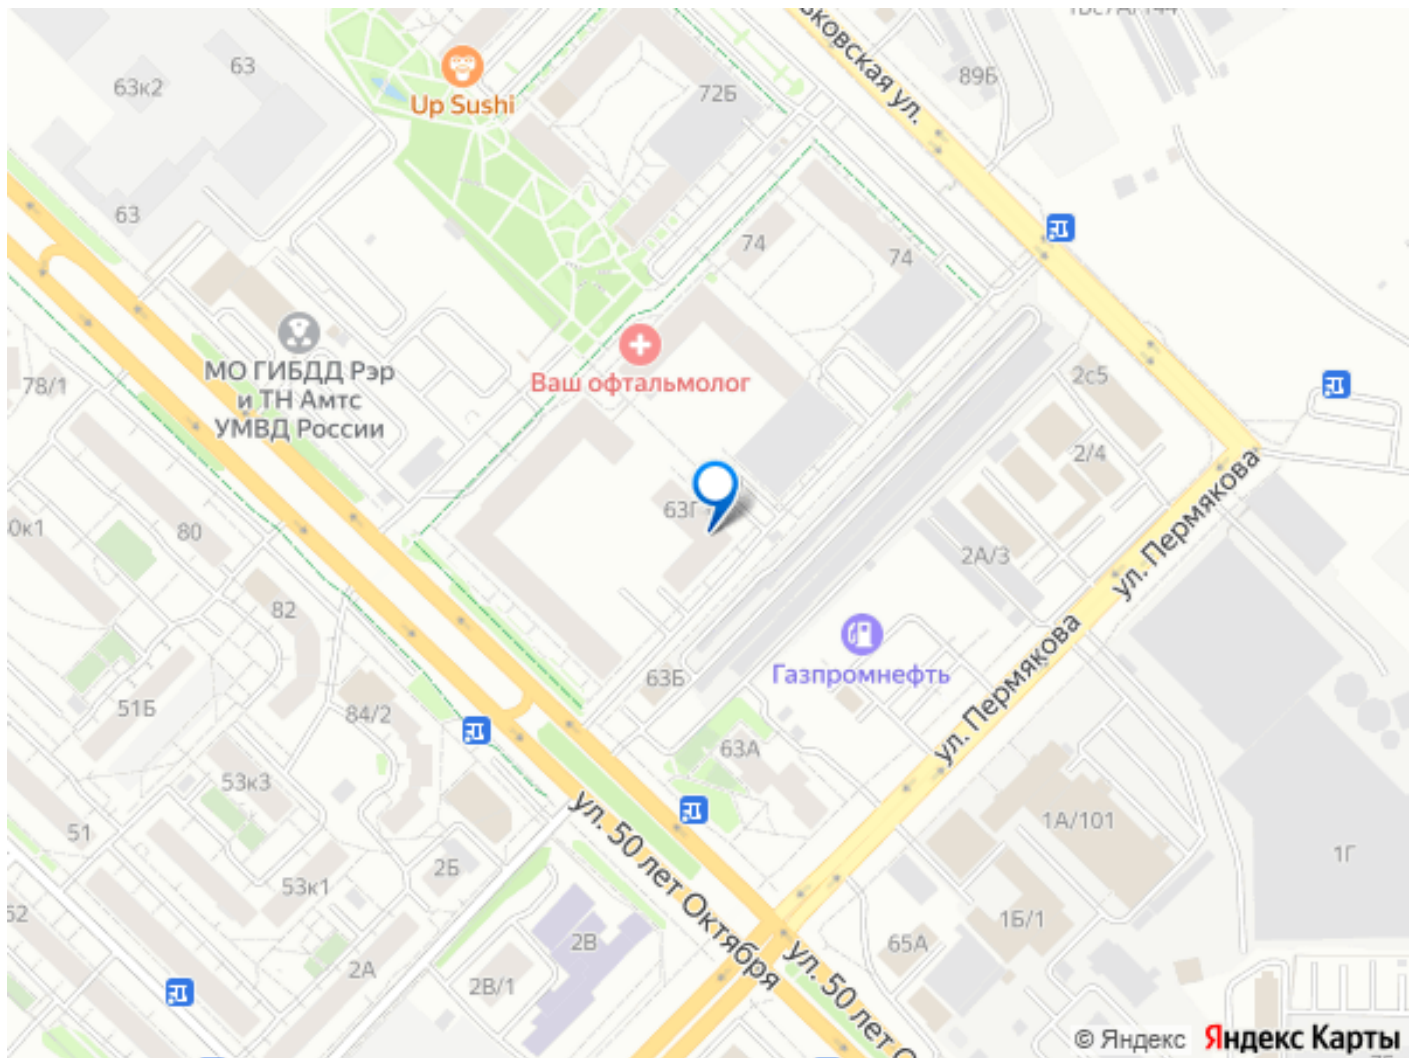 63к2
63
Up Sushi
72Б
ьковская ул.
89Б
63
74
74
МО ГИБДД Рэр
и ТН Амтс
УМВД России
78/1
Ваш офтальмолог
2с5
2/4
63Г
80
2А/3
ул. Пермякова
82
63Б
Газпромнефть
ул. Пермякова
51Б
84/2
63А
53к3
51
ул. 50 лет Октября
1А/101
1Г
2Б
53к1
2В
1Б/1
65А
2А
2В/1
ул. 50 лет О
© Яндекс Яндекс Карты